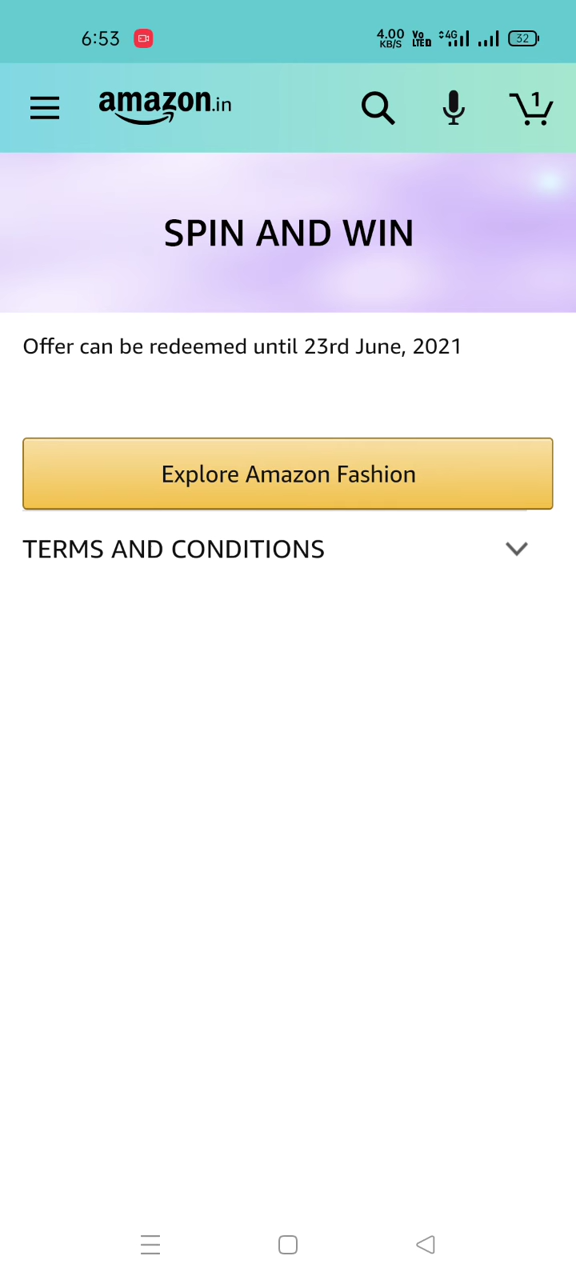 6:53 4.00 KB/S Vo LTED 4G 32
amazon.in
1
SPIN AND WIN
Offer can be redeemed until 23rd June, 2021
Explore Amazon Fashion
TERMS AND CONDITIONS